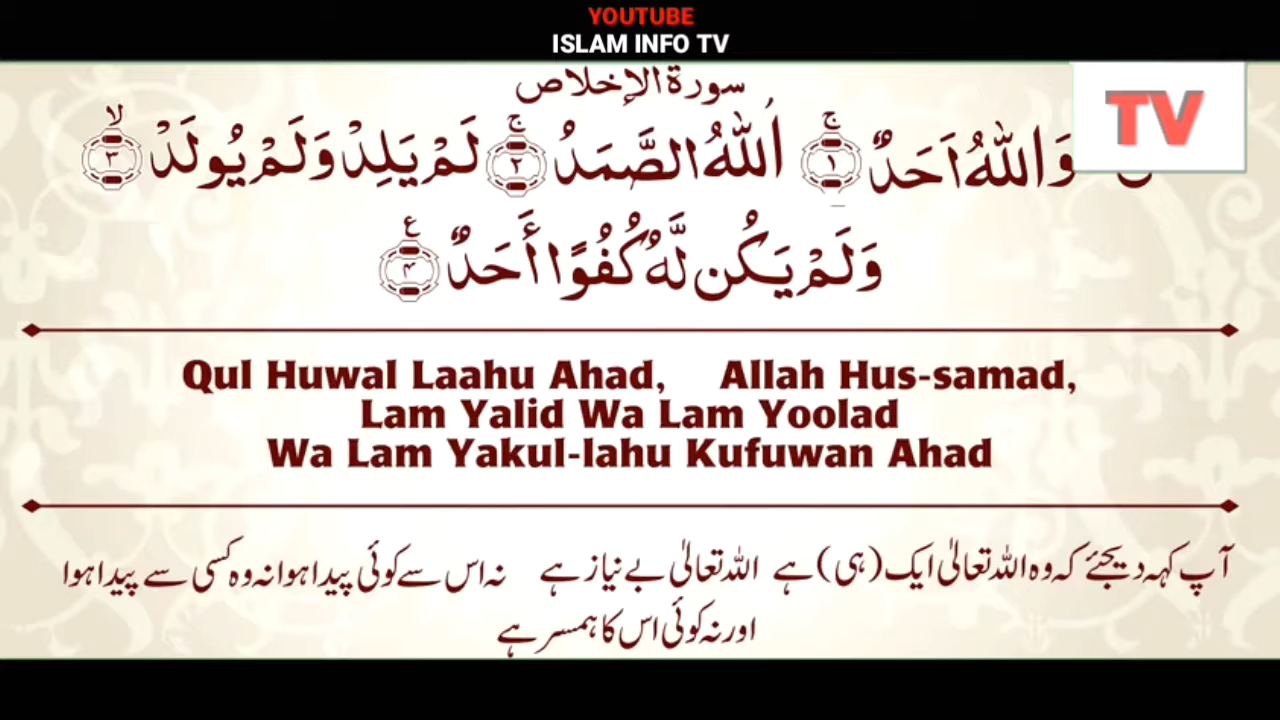 YOUTUBE
ISLAM INFO TV
TV
سورة الإخلاص
وَاللّٰهُ اَحَدٌ ۚ ﴿١﴾ اَللّٰهُ الصَّمَدُ ۚ ﴿٢﴾ لَمْ يَلِدْ وَلَمْ يُولَدْ ۙ ﴿٣﴾
وَلَمْ يَكُن لَّهُ كُفُوًا أَحَدٌ ﴿۴﴾ ع
Qul Huwal Laahu Ahad, Allah Hus-samad,
Lam Yalid Wa Lam Yoolad
Wa Lam Yakul-lahu Kufuwan Ahad
آپ کہہ دیجئے کہ وہ اللہ تعالیٰ ایک (ہی) ہے اللہ تعالیٰ بے نیاز ہے نہ اس سے کوئی پیدا ہوا نہ وہ کسی سے پیدا ہوا
اور نہ کوئی اس کا ہمسر ہے